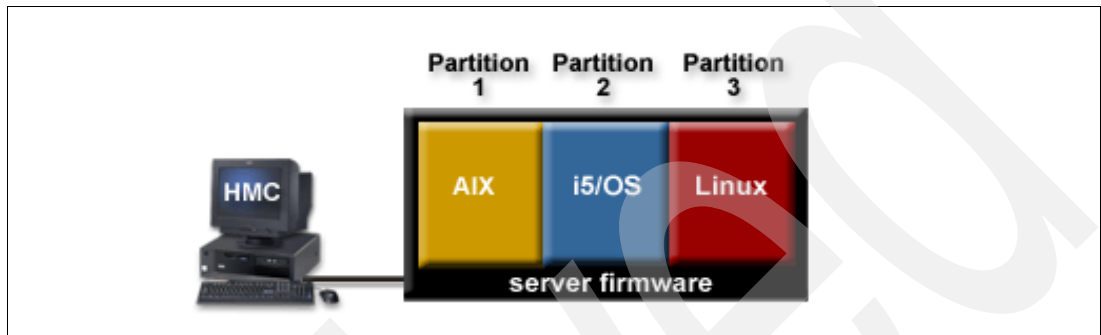 Partition Partition Partition
1 2 3
HMC
AIX i5/OS Linux
server firmware